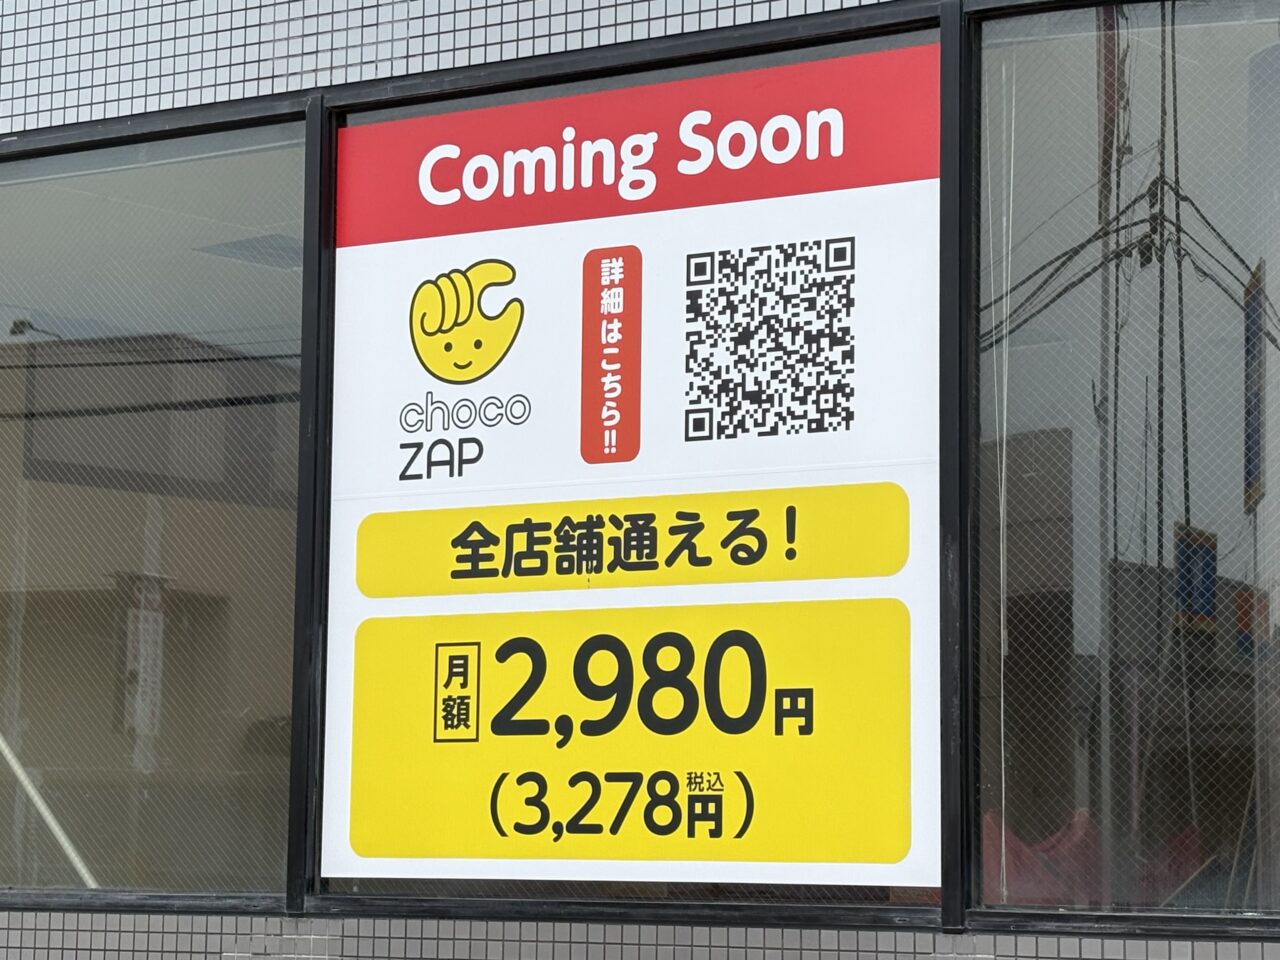 Coming Soon
choco
ZAP
詳細はこちら!!
全店舗通える!
月額 2,980円
(3,278円税込)